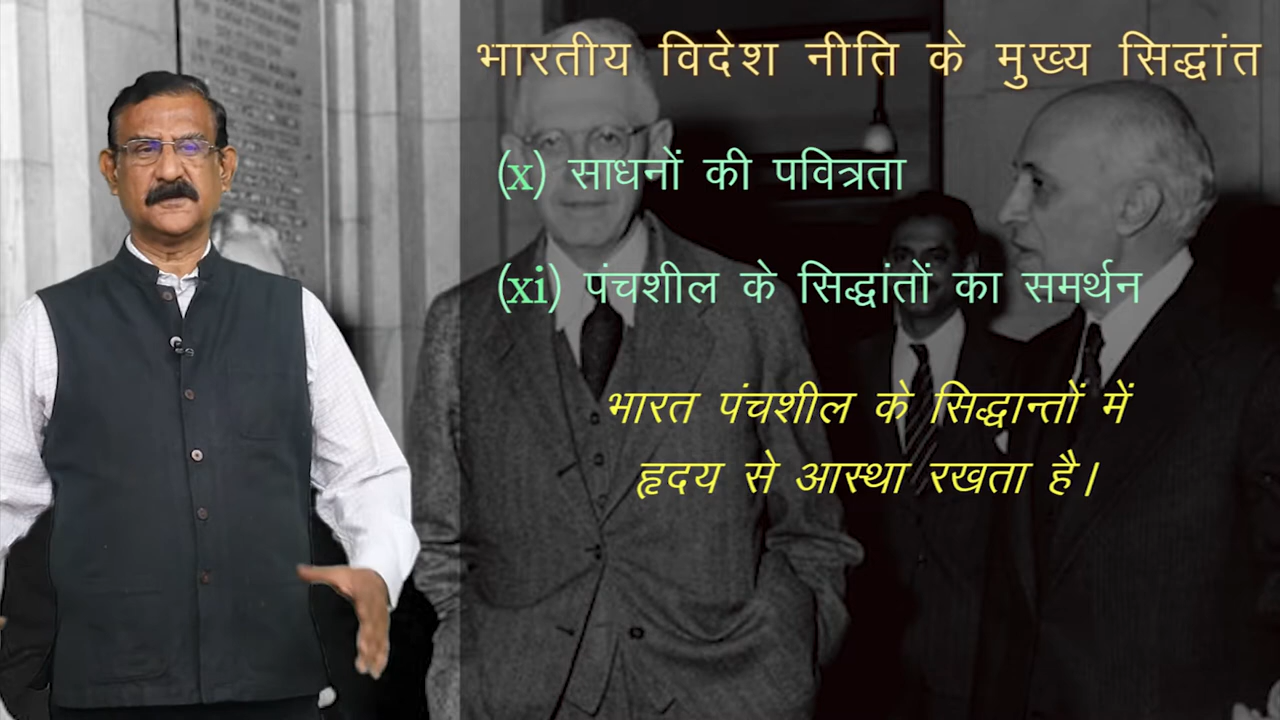 भारतीय विदेश नीति के मुख्य सिद्धांत
(x) साधनों की पवित्रता
(xi) पंचशील के सिद्धांतों का समर्थन
भारत पंचशील के सिद्धान्तों में
हृदय से आस्था रखता है।